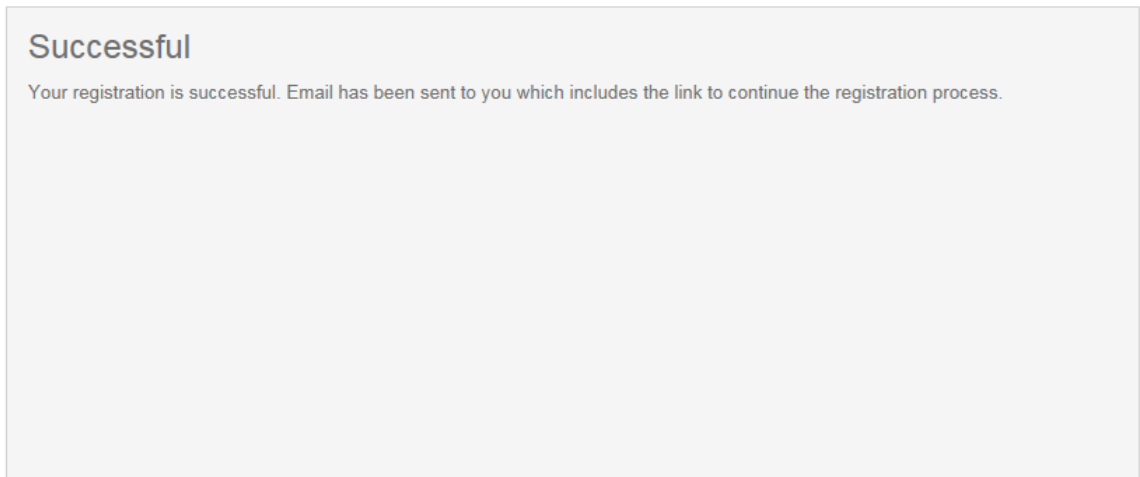 Successful
Your registration is successful. Email has been sent to you which includes the link to continue the registration process.